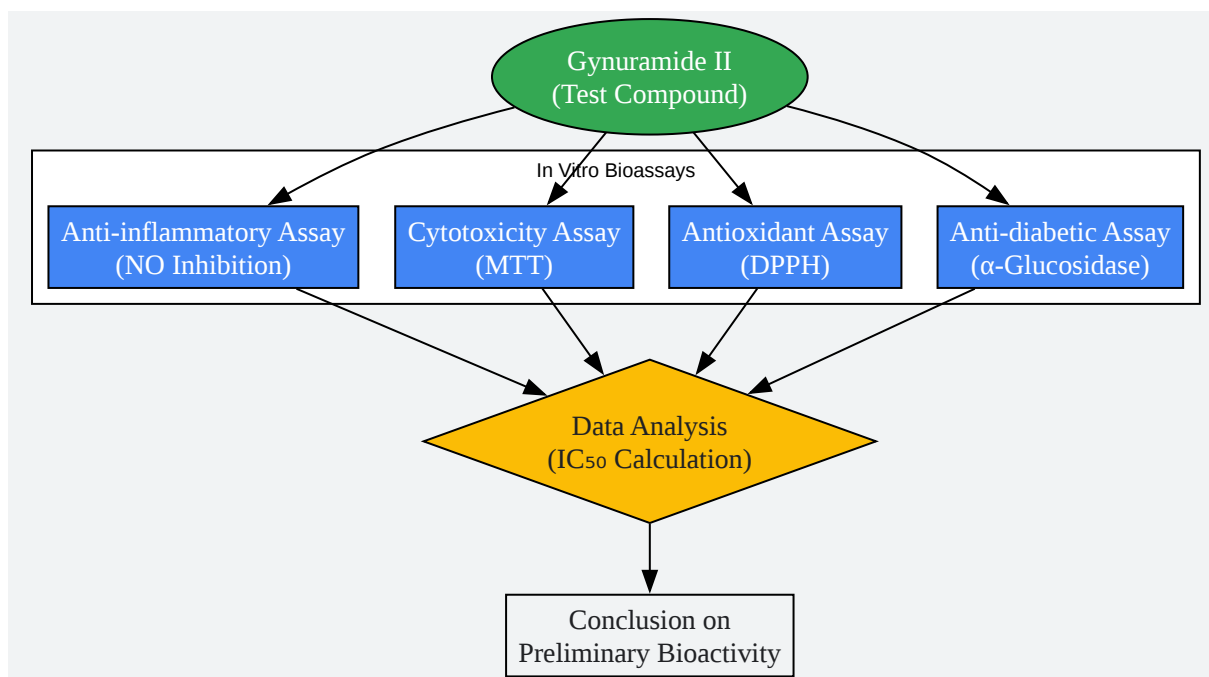 Gynuramide II
(Test Compound)
In Vitro Bioassays
Anti-inflammatory Assay
(NO Inhibition)
Cytotoxicity Assay
(MTT)
Antioxidant Assay
(DPPH)
Anti-diabetic Assay
(α-Glucosidase)
Data Analysis
(IC₅₀ Calculation)
Conclusion on
Preliminary Bioactivity